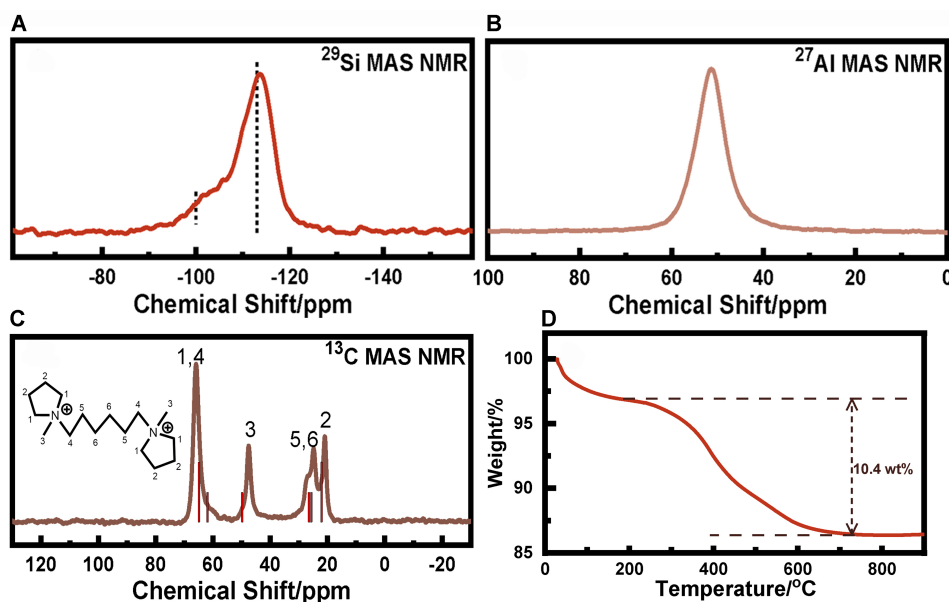 A
²⁹Si MAS NMR
-80 -100 -120 -140
Chemical Shift/ppm
B
²⁷Al MAS NMR
100 80 60 40 20 0
Chemical Shift/ppm
C
¹³C MAS NMR
1,4
3
5,6
2
2 2 1 1 N ⊕ 3 4 5 6 6 5 4 3 N ⊕ 1 1 2 2
120 100 80 60 40 20 0 -20
Chemical Shift/ppm
D
Weight/%
100
95
90
85
10.4 wt%
0 200 400 600 800
Temperature/°C